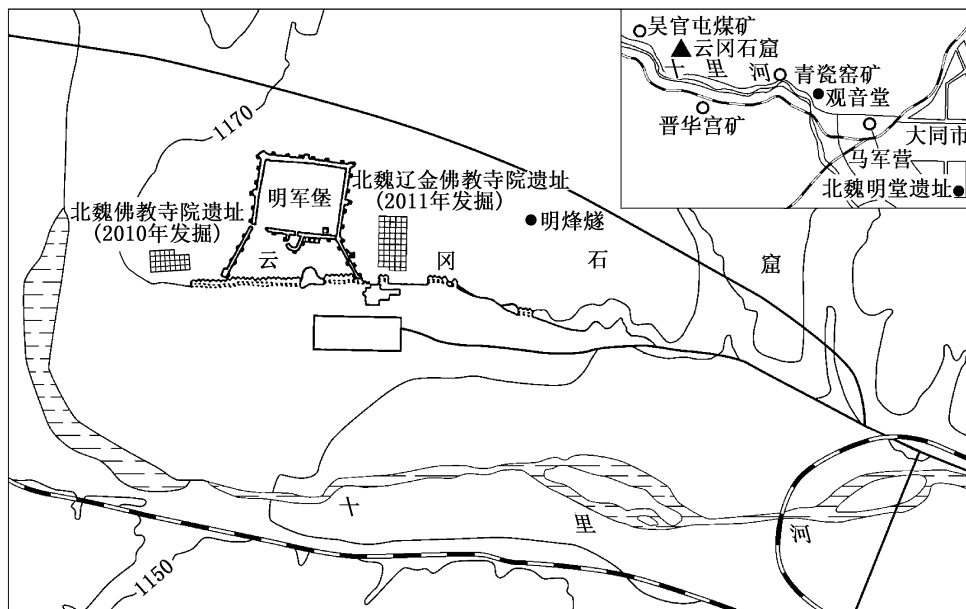 1170
明军堡
北魏佛教寺院遗址
(2010年发掘)
北魏辽金佛教寺院遗址
(2011年发掘)
明烽燧
云冈石窟
十里河
1150
吴官屯煤矿
云冈石窟
十里河
青瓷窑矿
观音堂
晋华宫矿
马军营
大同市
北魏明堂遗址